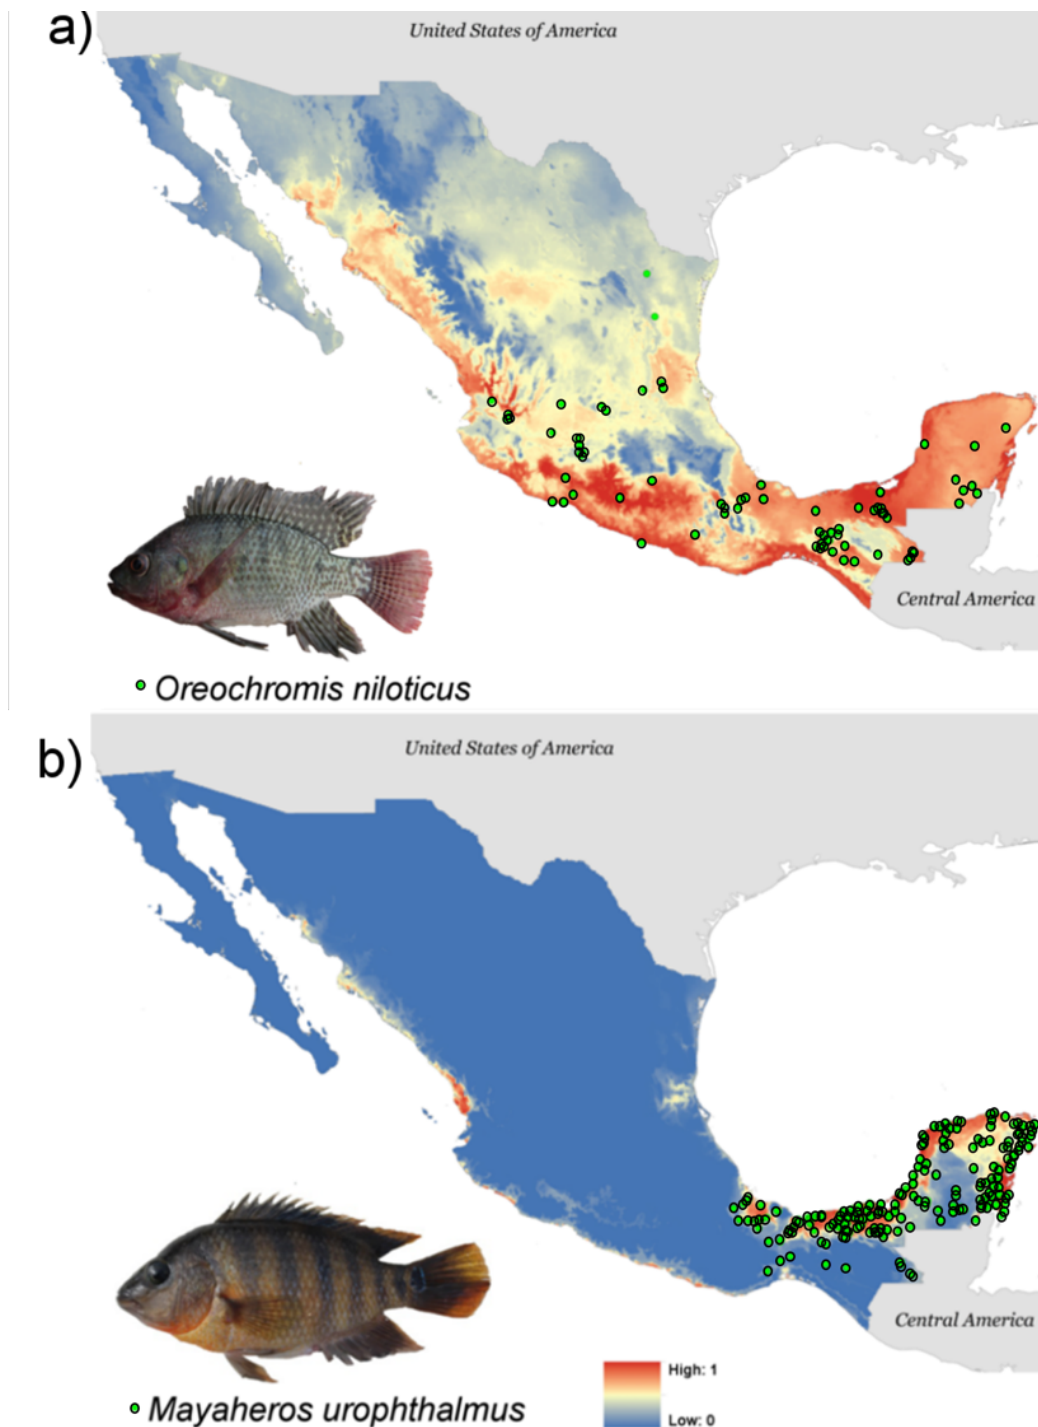 a)
United States of America
Central America
Oreochromis niloticus
b)
United States of America
Central America
High: 1
Low: 0
Mayaheros urophthalmus